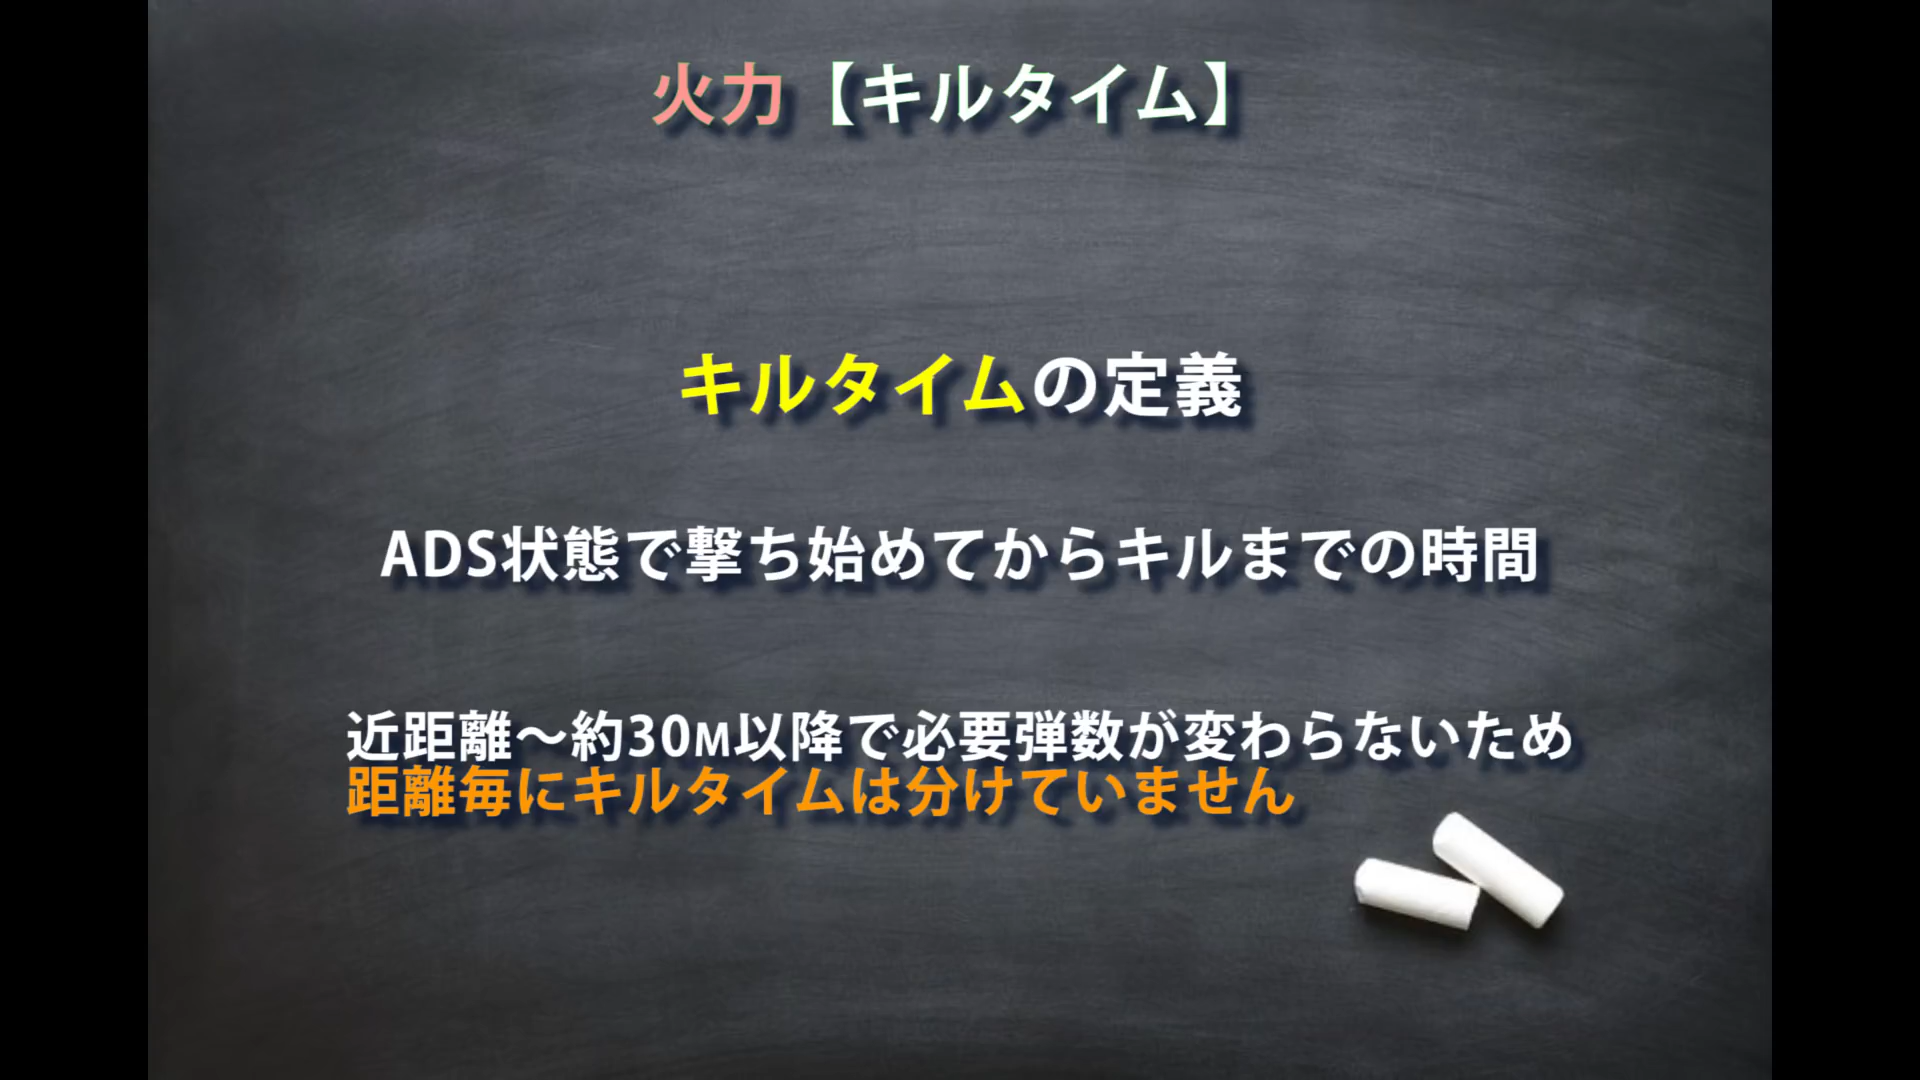 火力【キルタイム】
キルタイムの定義
ADS状態で撃ち始めてからキルまでの時間
近距離～約30M以降で必要弾数が変わらないため
距離毎にキルタイムは分けていません